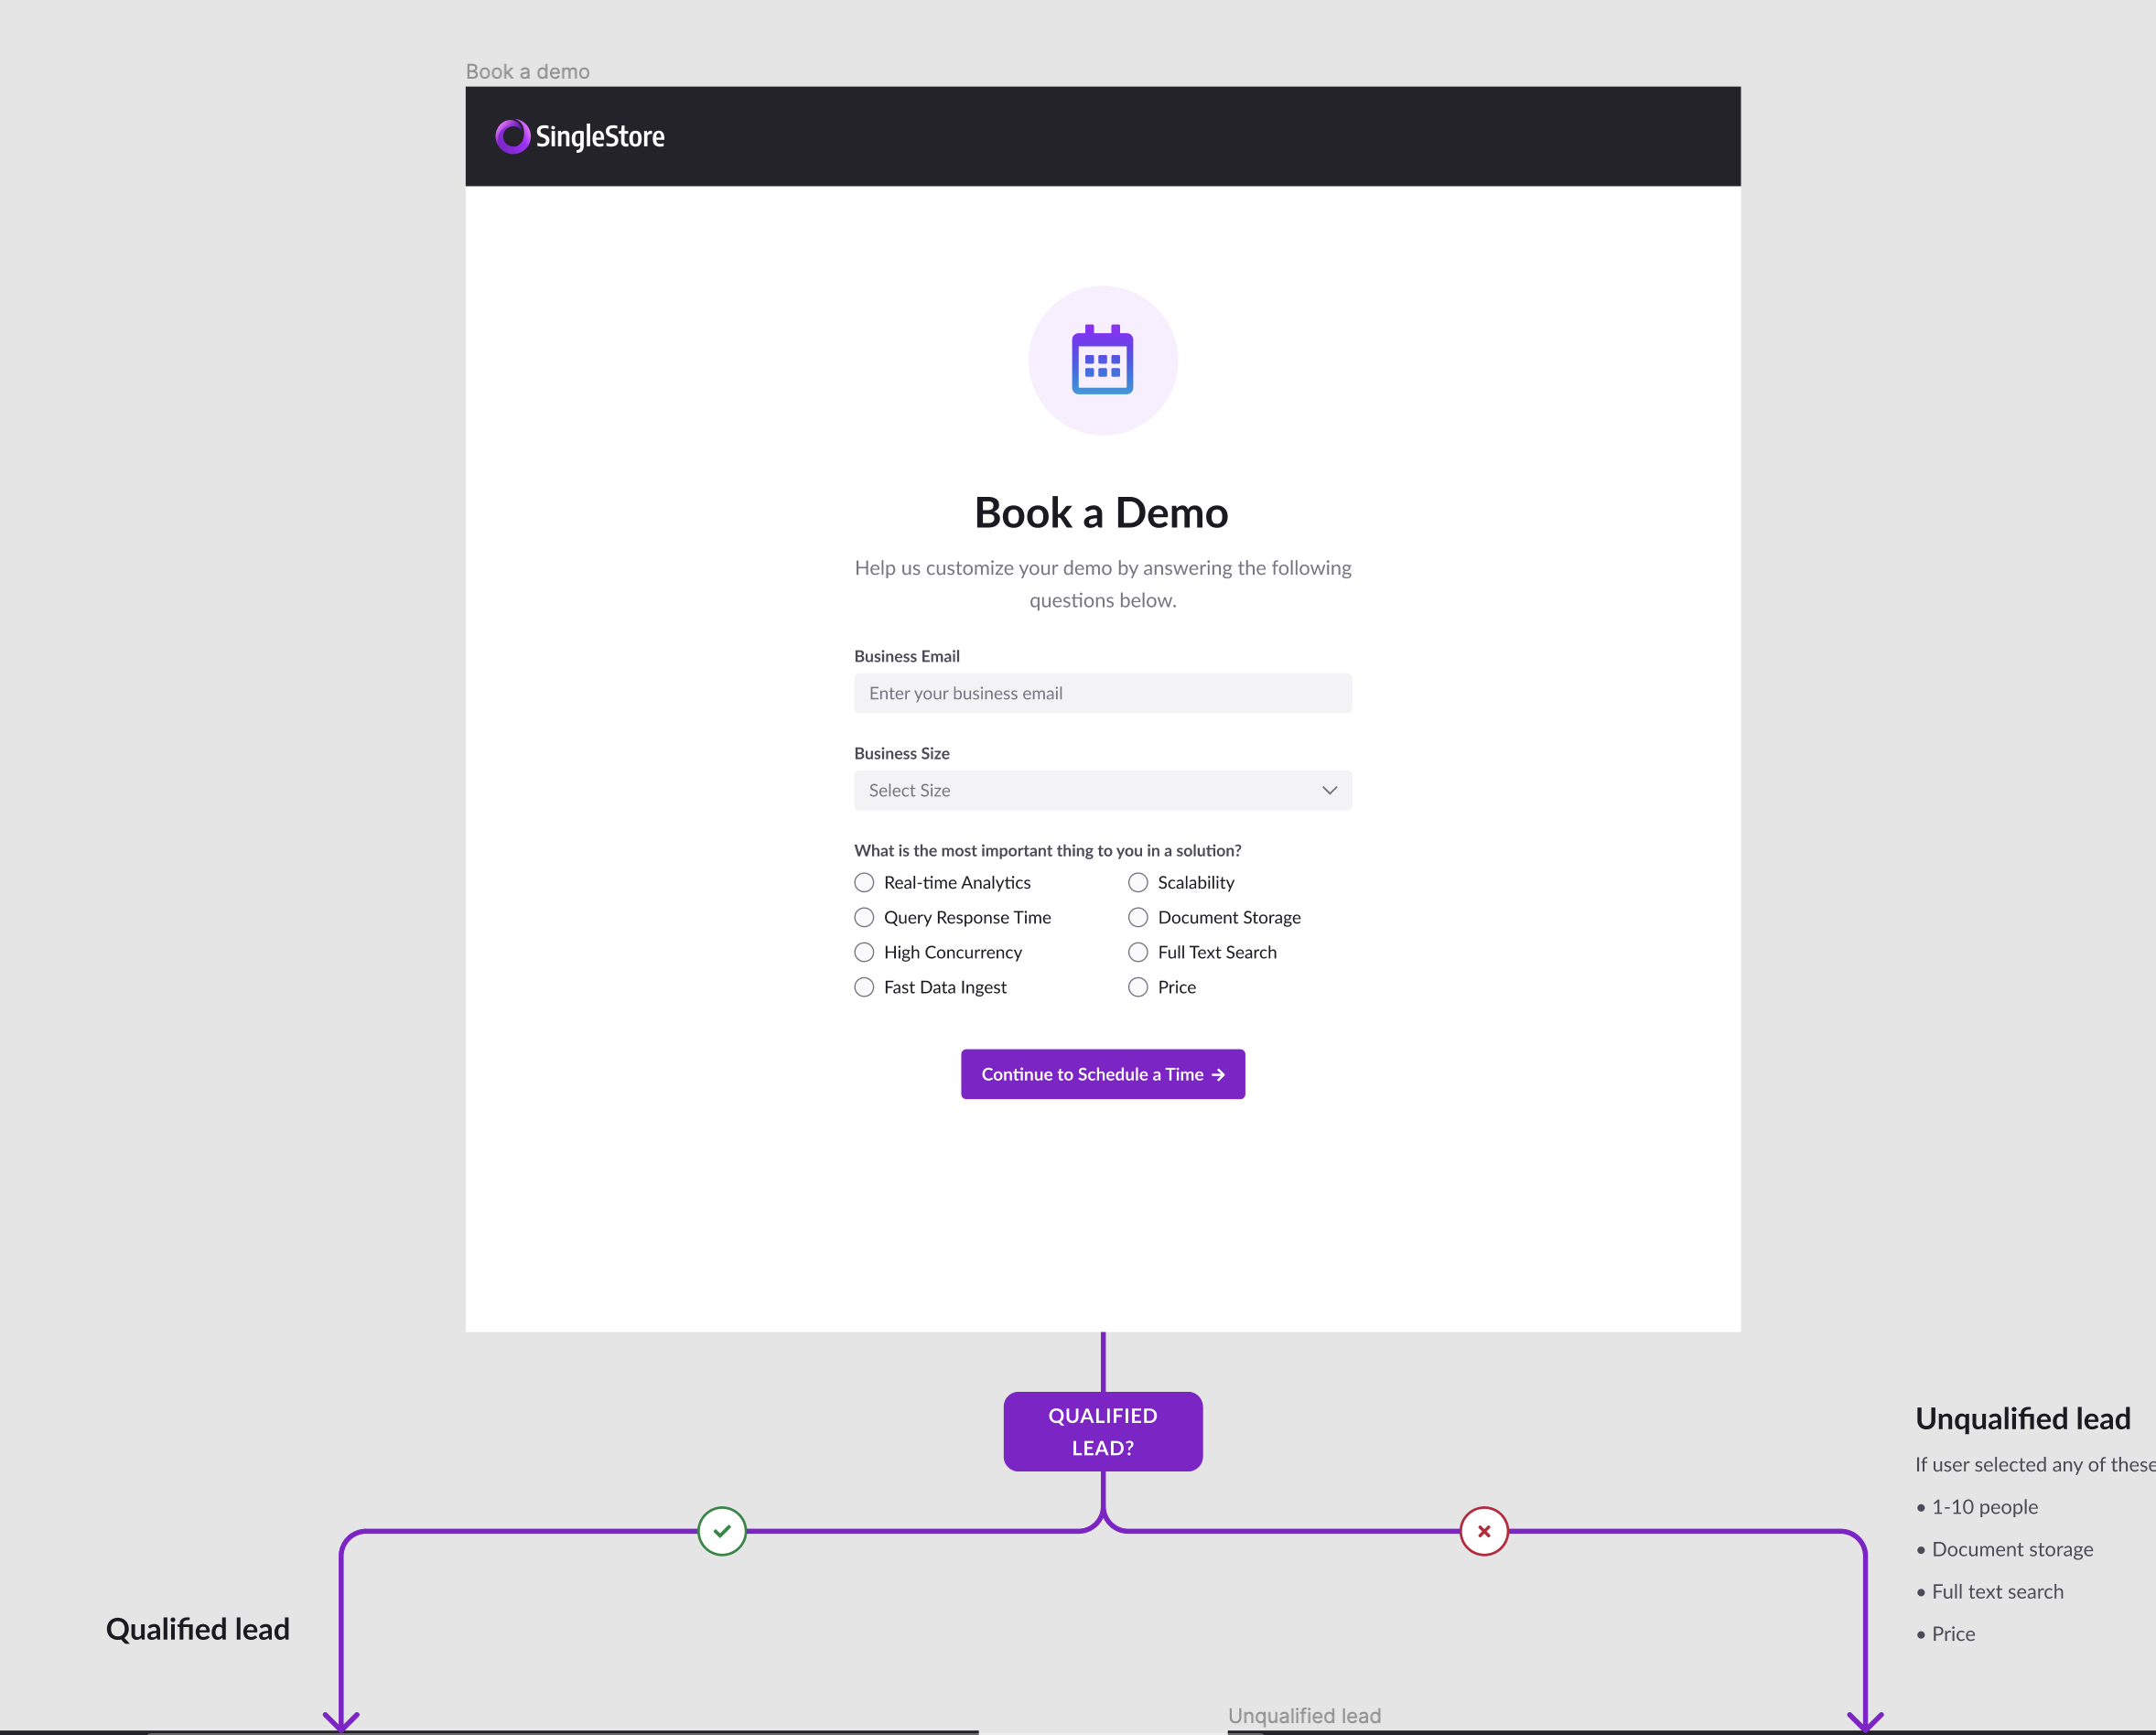 Book a demo
SingleStore
Book a Demo
Help us customize your demo by answering the following
questions below.
Business Email
Enter your business email
Business Size
Select Size
What is the most important thing to you in a solution?
Real-time Analytics
Scalability
Query Response Time
Document Storage
High Concurrency
Full Text Search
Fast Data Ingest
Price
Continue to Schedule a Time →
QUALIFIED
LEAD?
Qualified lead
Unqualified lead
If user selected any of these
• 1-10 people
• Document storage
• Full text search
• Price
Unqualified lead